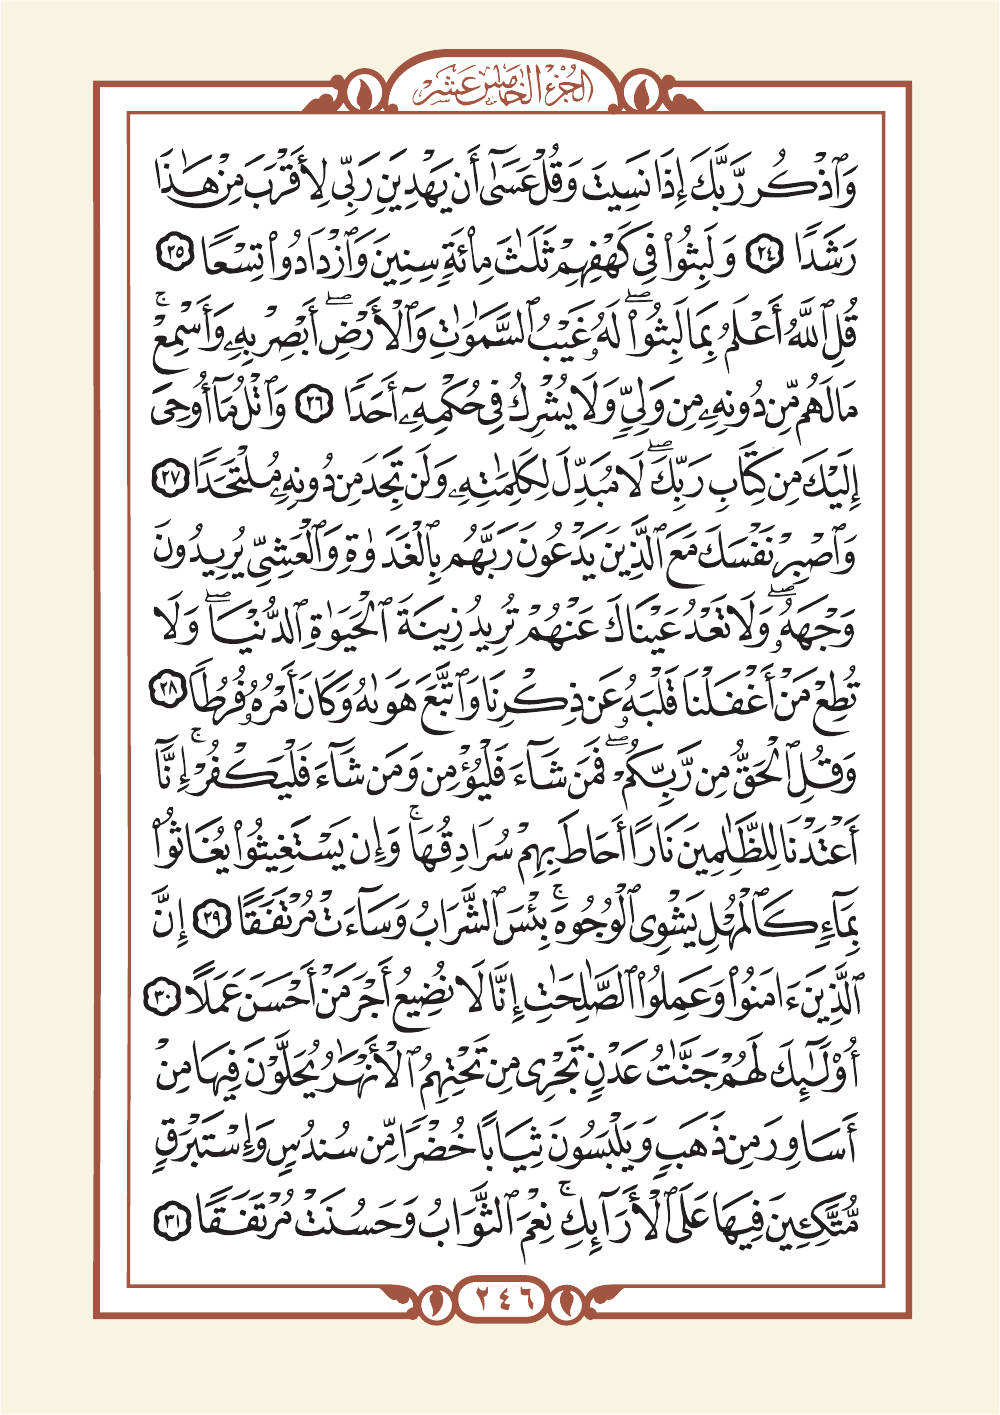 الجزء الخامس عشر
وَٱذْكُر رَّبَّكَ إِذَا نَسِيتَ وَقُلْ عَسَىٰٓ أَن يَهْدِيَنِ رَبِّى لِأَقْرَبَ مِنْ هَـٰذَا
رَشَدًا ٢٤ وَلَبِثُوا۟ فِى كَهْفِهِمْ ثَلَـٰثَ مِا۟ئَةٍ سِنِينَ وَٱزْدَادُوا۟ تِسْعًا ٢٥
قُلِ ٱللَّهُ أَعْلَمُ بِمَا لَبِثُوا۟ ۖ لَهُۥ غَيْبُ ٱلسَّمَـٰوَٰتِ وَٱلْأَرْضِ ۖ أَبْصِرْ بِهِۦ وَأَسْمِعْ ۚ
مَا لَهُم مِّن دُونِهِۦ مِن وَلِىٍّ وَلَا يُشْرِكُ فِى حُكْمِهِۦٓ أَحَدًا ٢٦ وَٱتْلُ مَآ أُوحِىَ
إِلَيْكَ مِن كِتَابِ رَبِّكَ ۖ لَا مُبَدِّلَ لِكَلِمَـٰتِهِۦ وَلَن تَجِدَ مِن دُونِهِۦ مُلْتَحَدًا ٢٧
وَٱصْبِرْ نَفْسَكَ مَعَ ٱلَّذِينَ يَدْعُونَ رَبَّهُم بِٱلْغَدَوٰةِ وَٱلْعَشِىِّ يُرِيدُونَ
وَجْهَهُۥ ۖ وَلَا تَعْدُ عَيْنَاكَ عَنْهُمْ تُرِيدُ زِينَةَ ٱلْحَيَوٰةِ ٱلدُّنْيَا ۖ وَلَا
تُطِعْ مَنْ أَغْفَلْنَا قَلْبَهُۥ عَن ذِكْرِنَا وَٱتَّبَعَ هَوَىٰهُ وَكَانَ أَمْرُهُۥ فُرُطًا ٢٨
وَقُلِ ٱلْحَقُّ مِن رَّبِّكُمْ ۖ فَمَن شَآءَ فَلْيُؤْمِن وَمَن شَآءَ فَلْيَكْفُرْ ۚ إِنَّآ
أَعْتَدْنَا لِلظَّـٰلِمِينَ نَارًا أَحَاطَ بِهِمْ سُرَادِقُهَا ۚ وَإِن يَسْتَغِيثُوا۟ يُغَاثُوا۟
بِمَآءٍ كَٱلْمُهْلِ يَشْوِى ٱلْوُجُوهَ ۚ بِئْسَ ٱلشَّرَابُ وَسَآءَتْ مُرْتَفَقًا ٢٩ إِنَّ
ٱلَّذِينَ ءَامَنُوا۟ وَعَمِلُوا۟ ٱلصَّـٰلِحَـٰتِ إِنَّا لَا نُضِيعُ أَجْرَ مَنْ أَحْسَنَ عَمَلًا ٣٠
أُو۟لَـٰٓئِكَ لَهُمْ جَنَّـٰتُ عَدْنٍ تَجْرِى مِن تَحْتِهِمُ ٱلْأَنْهَـٰرُ يُحَلَّوْنَ فِيهَا مِنْ
أَسَاوِرَ مِن ذَهَبٍ وَيَلْبَسُونَ ثِيَابًا خُضْرًا مِّن سُندُسٍ وَإِسْتَبْرَقٍ
مُّتَّكِـِٔينَ فِيهَا عَلَى ٱلْأَرَآئِكِ ۚ نِعْمَ ٱلثَّوَابُ وَحَسُنَتْ مُرْتَفَقًا ٣١
٢٤٦